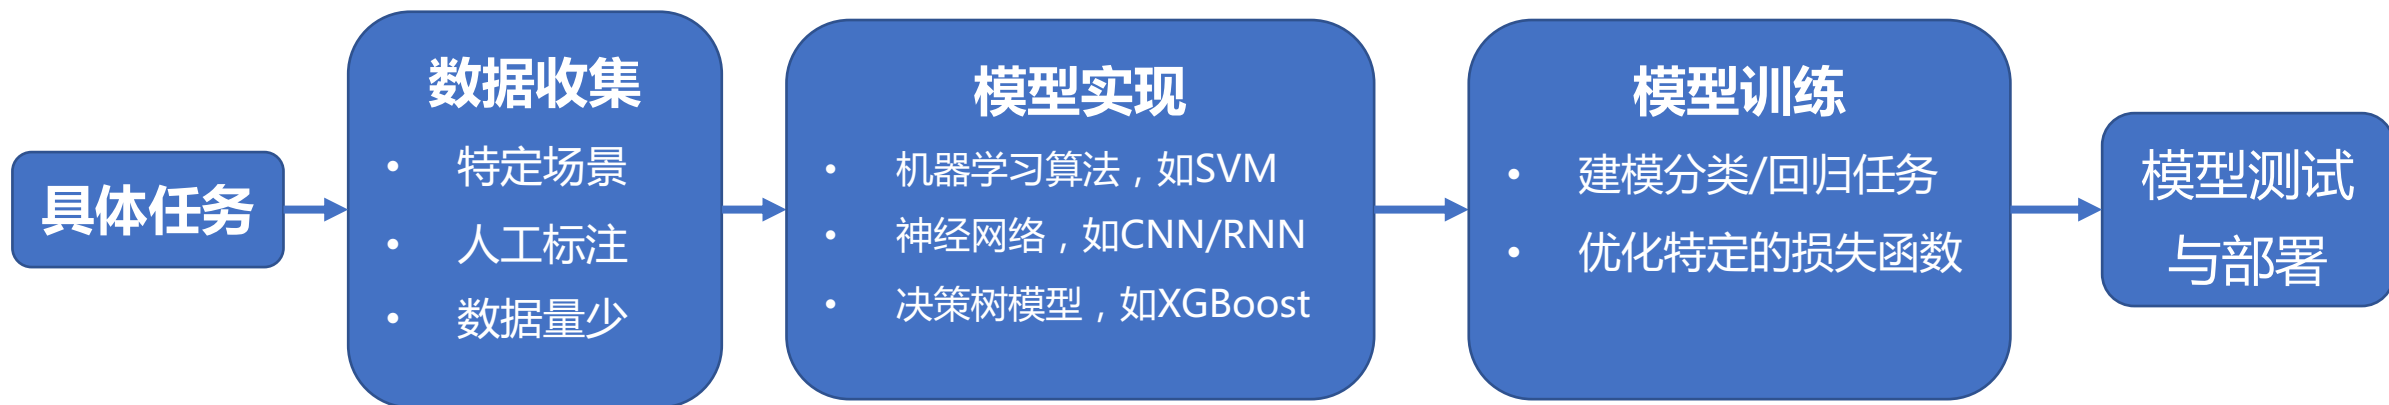 具体任务
数据收集
• 特定场景
• 人工标注
• 数据量少
模型实现
• 机器学习算法，如SVM
• 神经网络，如CNN/RNN
• 决策树模型，如XGBoost
模型训练
• 建模分类/回归任务
• 优化特定的损失函数
模型测试
与部署